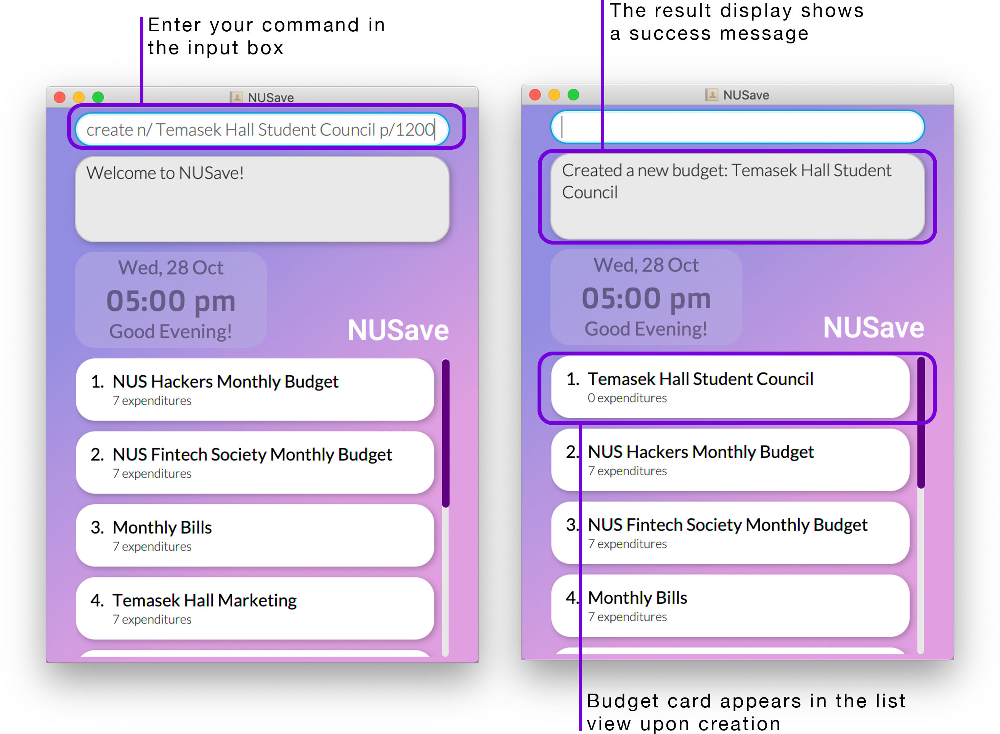 Enter your command in
the input box
NUSave
create n/ Temasek Hall Student Council p/1200
Welcome to NUSave!
Wed, 28 Oct
05:00 pm
Good Evening!
NUSave
1. NUS Hackers Monthly Budget
7 expenditures
2. NUS Fintech Society Monthly Budget
7 expenditures
3. Monthly Bills
7 expenditures
4. Temasek Hall Marketing
7 expenditures
The result display shows
a success message
NUSave
Created a new budget: Temasek Hall Student
Council
Wed, 28 Oct
05:00 pm
Good Evening!
NUSave
1. Temasek Hall Student Council
0 expenditures
2. NUS Hackers Monthly Budget
7 expenditures
3. NUS Fintech Society Monthly Budget
7 expenditures
4. Monthly Bills
7 expenditures
Budget card appears in the list
view upon creation